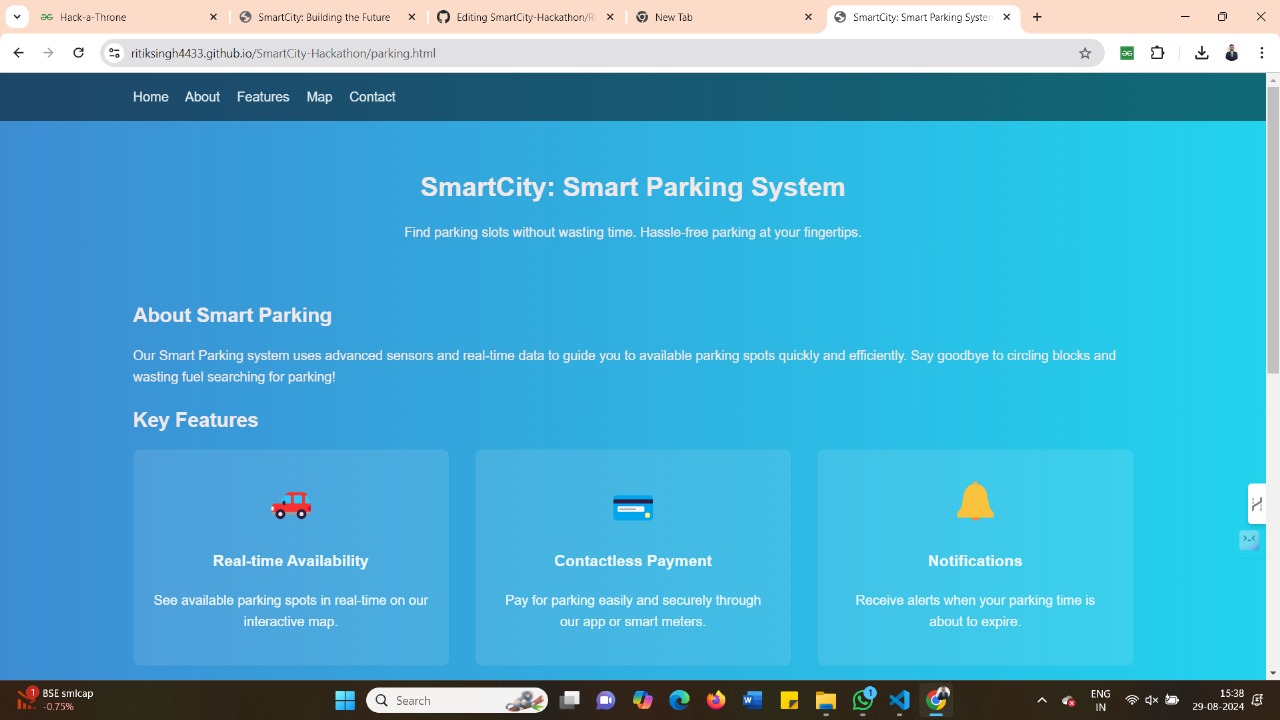 Hack-a-Throne
SmartCity: Building the Future
Editing SmartCity-Hackathon/R
New Tab
SmartCity: Smart Parking System
ritiksingh4433.github.io/SmartCity-Hackathon/parking.html
Home About Features Map Contact
SmartCity: Smart Parking System
Find parking slots without wasting time. Hassle-free parking at your fingertips.
About Smart Parking
Our Smart Parking system uses advanced sensors and real-time data to guide you to available parking spots quickly and efficiently. Say goodbye to circling blocks and
wasting fuel searching for parking!
Key Features
Real-time Availability
See available parking spots in real-time on our
interactive map.
Contactless Payment
Pay for parking easily and securely through
our app or smart meters.
Notifications
Receive alerts when your parking time is
about to expire.
1
BSE smlcap
-0.75%
Search
1
ENG
IN
15:38
29-08-2024